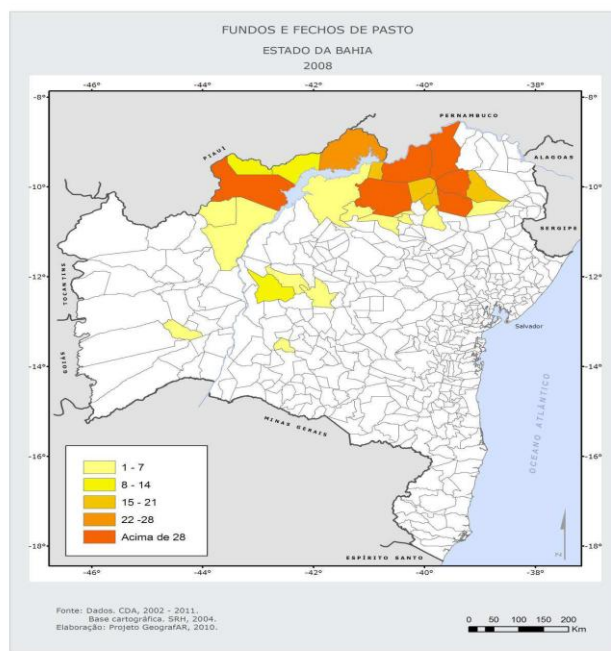 FUNDOS E FECHOS DE PASTO
ESTADO DA BAHIA
2008
-46° -44° -42° -40° -38°
-8° -8°
PERNAMBUCO
PIAUÍ
ALAGOAS
-10° -10°
SERGIPE
-12° -12°
TOCANTINS
Salvador
GOIÁS
-14° -14°
MINAS GERAIS
OCEANO ATLÂNTICO
1 - 7
8 - 14
15 - 21
22 -28
Acima de 28
-16° -16°
-18° -18°
ESPÍRITO SANTO
N
-46° -44° -42° -40° -38°
Fonte: Dados. CDA, 2002 - 2011.
Base cartográfica. SRH, 2004.
Elaboração: Projeto GeografAR, 2010.
0 25 50 100 150 200
Km